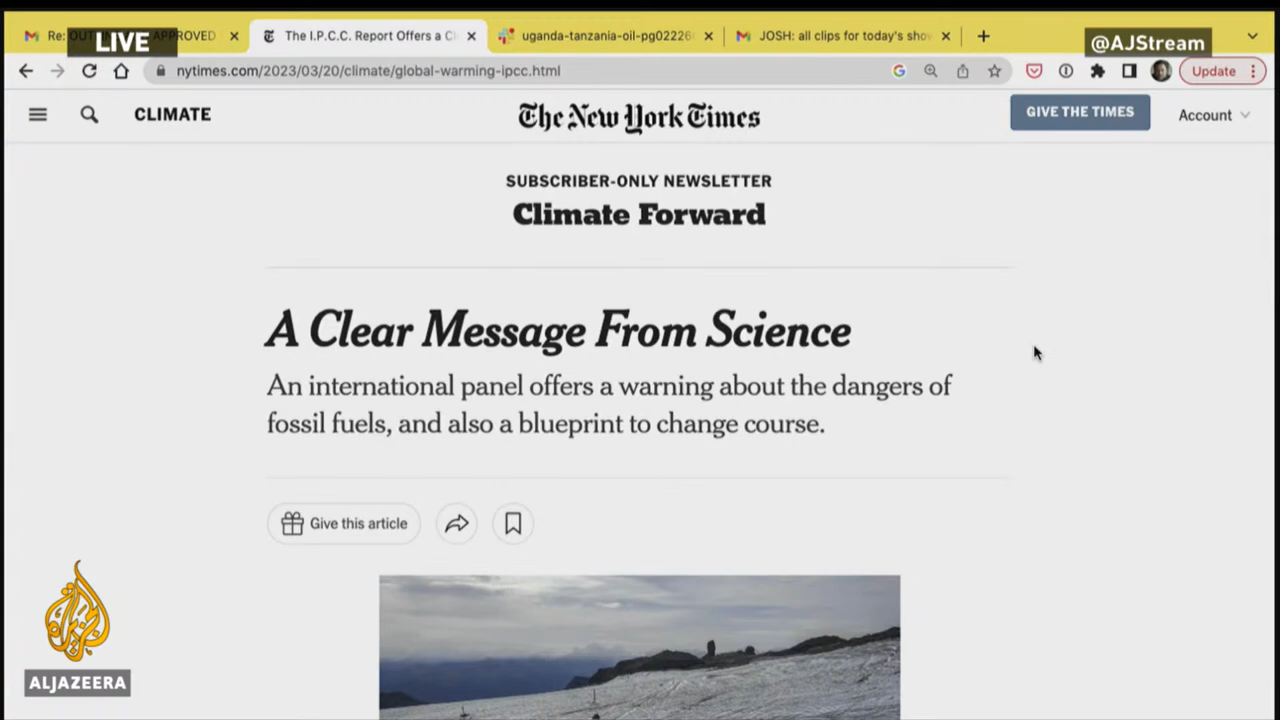 Re: OUT APPROVED
LIVE
The I.P.C.C. Report Offers a Cl
uganda-tanzania-oil-pg02226
JOSH: all clips for today's show
@AJStream
nytimes.com/2023/03/20/climate/global-warming-ipcc.html
Update
CLIMATE
The New York Times
GIVE THE TIMES
Account
SUBSCRIBER-ONLY NEWSLETTER
Climate Forward
A Clear Message From Science
An international panel offers a warning about the dangers of
fossil fuels, and also a blueprint to change course.
Give this article
ALJAZEERA